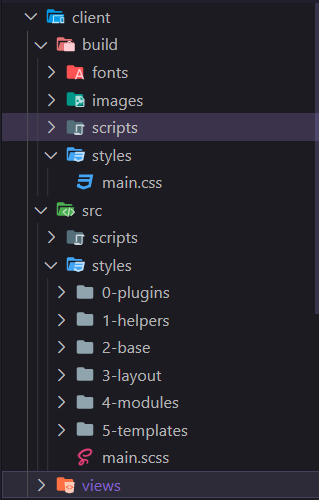 client
build
fonts
images
scripts
styles
main.css
src
scripts
styles
0-plugins
1-helpers
2-base
3-layout
4-modules
5-templates
main.scss
views